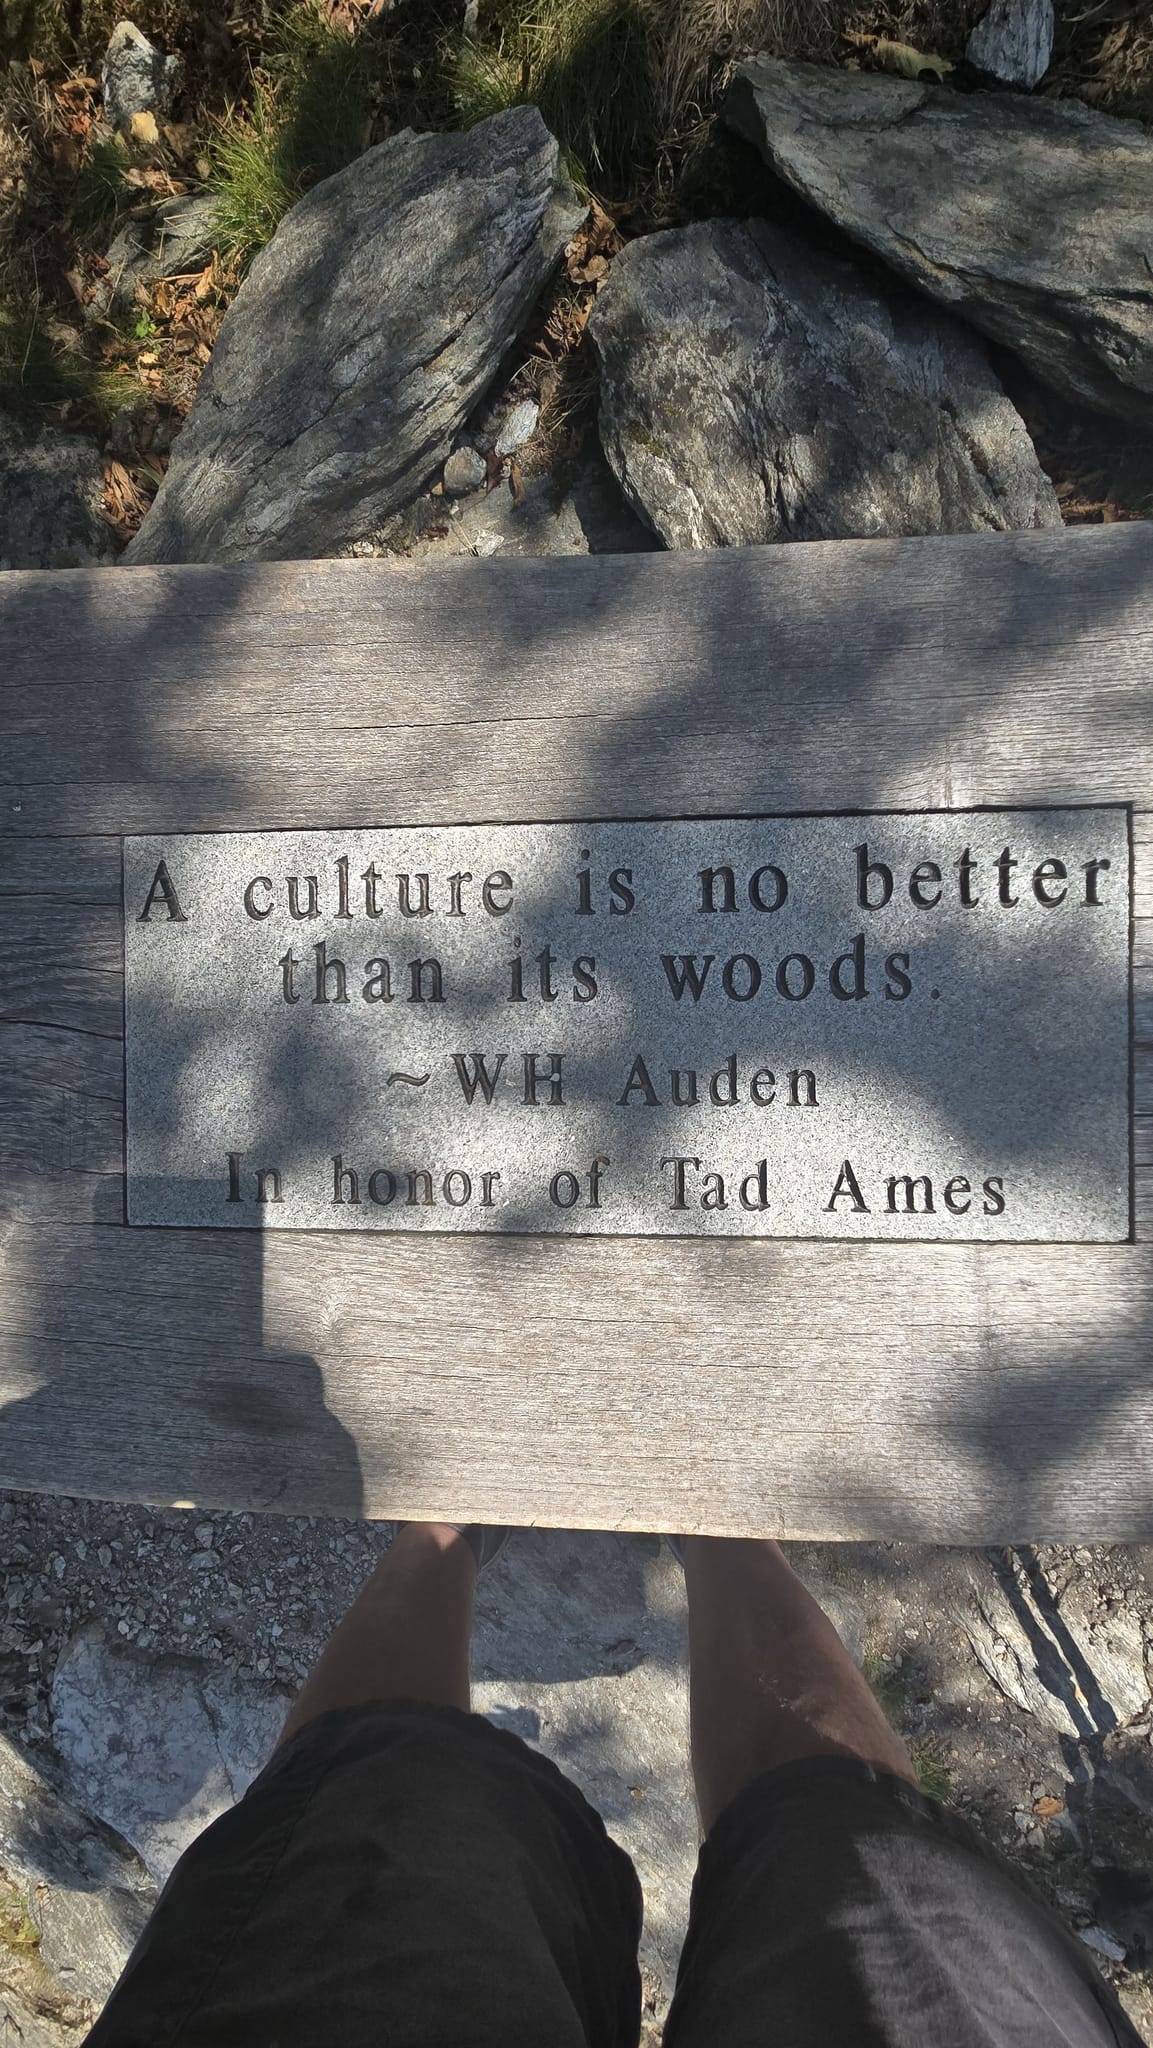 A culture is no better
than its woods.
~WH Auden
In honor of Tad Ames